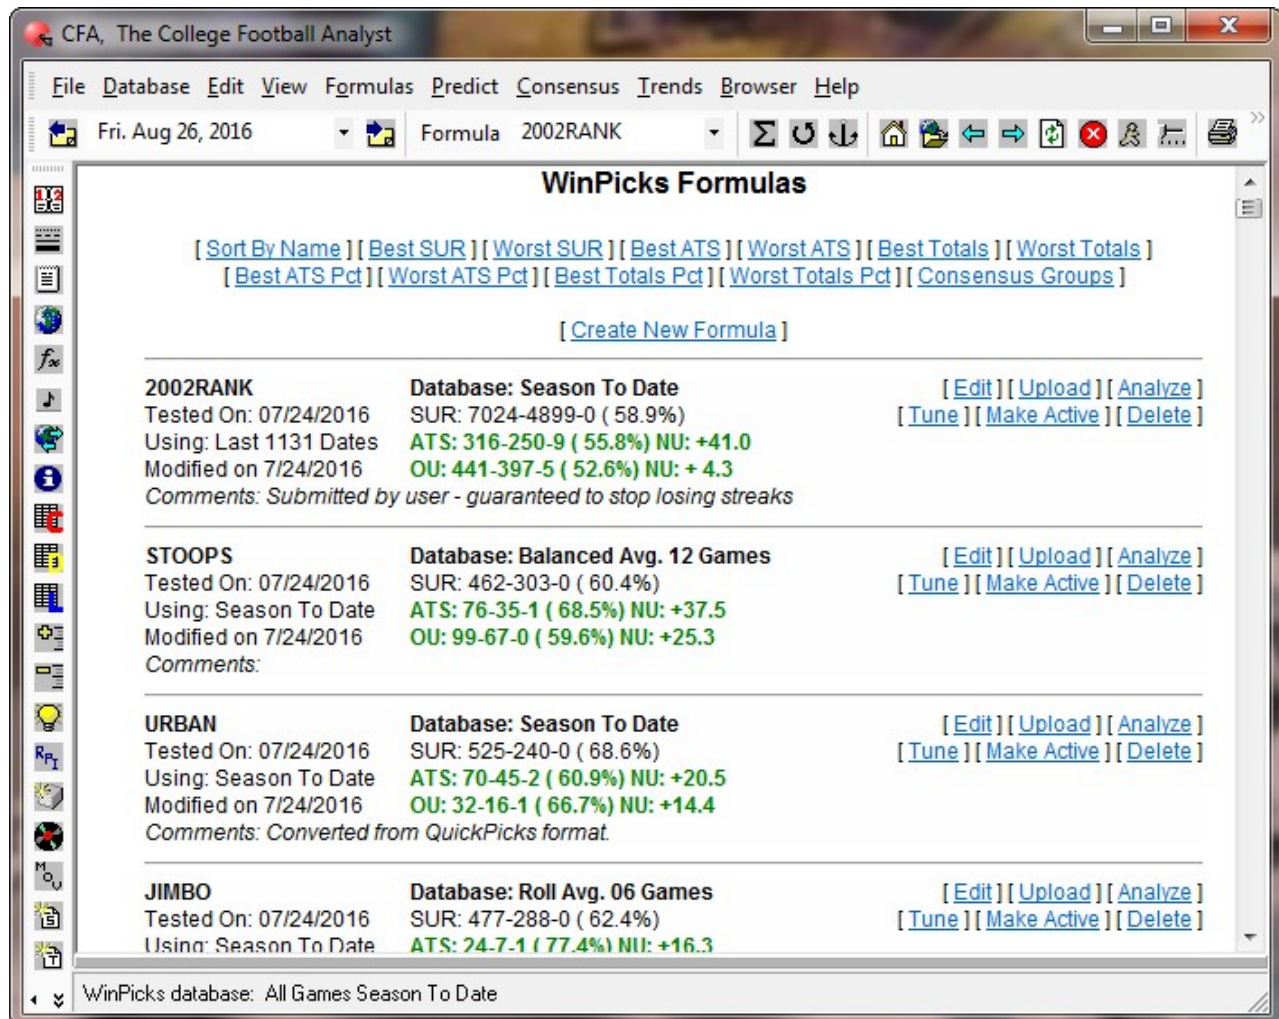 CFA, The College Football Analyst
File Database Edit View Formulas Predict Consensus Trends Browser Help
Fri. Aug 26, 2016 Formula 2002RANK
WinPicks Formulas
[ Sort By Name ] [ Best SUR ] [ Worst SUR ] [ Best ATS ] [ Worst ATS ] [ Best Totals ] [ Worst Totals ]
[ Best ATS Pct ] [ Worst ATS Pct ] [ Best Totals Pct ] [ Worst Totals Pct ] [ Consensus Groups ]
[ Create New Formula ]
2002RANK Database: Season To Date [ Edit ] [ Upload ] [ Analyze ]
Tested On: 07/24/2016 SUR: 7024-4899-0 ( 58.9%) [ Tune ] [ Make Active ] [ Delete ]
Using: Last 1131 Dates ATS: 316-250-9 ( 55.8%) NU: +41.0
Modified on 7/24/2016 OU: 441-397-5 ( 52.6%) NU: + 4.3
Comments: Submitted by user - guaranteed to stop losing streaks
STOOPS Database: Balanced Avg. 12 Games [ Edit ] [ Upload ] [ Analyze ]
Tested On: 07/24/2016 SUR: 462-303-0 ( 60.4%) [ Tune ] [ Make Active ] [ Delete ]
Using: Season To Date ATS: 76-35-1 ( 68.5%) NU: +37.5
Modified on 7/24/2016 OU: 99-67-0 ( 59.6%) NU: +25.3
Comments:
URBAN Database: Season To Date [ Edit ] [ Upload ] [ Analyze ]
Tested On: 07/24/2016 SUR: 525-240-0 ( 68.6%) [ Tune ] [ Make Active ] [ Delete ]
Using: Season To Date ATS: 70-45-2 ( 60.9%) NU: +20.5
Modified on 7/24/2016 OU: 32-16-1 ( 66.7%) NU: +14.4
Comments: Converted from QuickPicks format.
JIMBO Database: Roll Avg. 06 Games [ Edit ] [ Upload ] [ Analyze ]
Tested On: 07/24/2016 SUR: 477-288-0 ( 62.4%) [ Tune ] [ Make Active ] [ Delete ]
Using: Season To Date ATS: 24-7-1 ( 77.4%) NU: +16.3
WinPicks database: All Games Season To Date